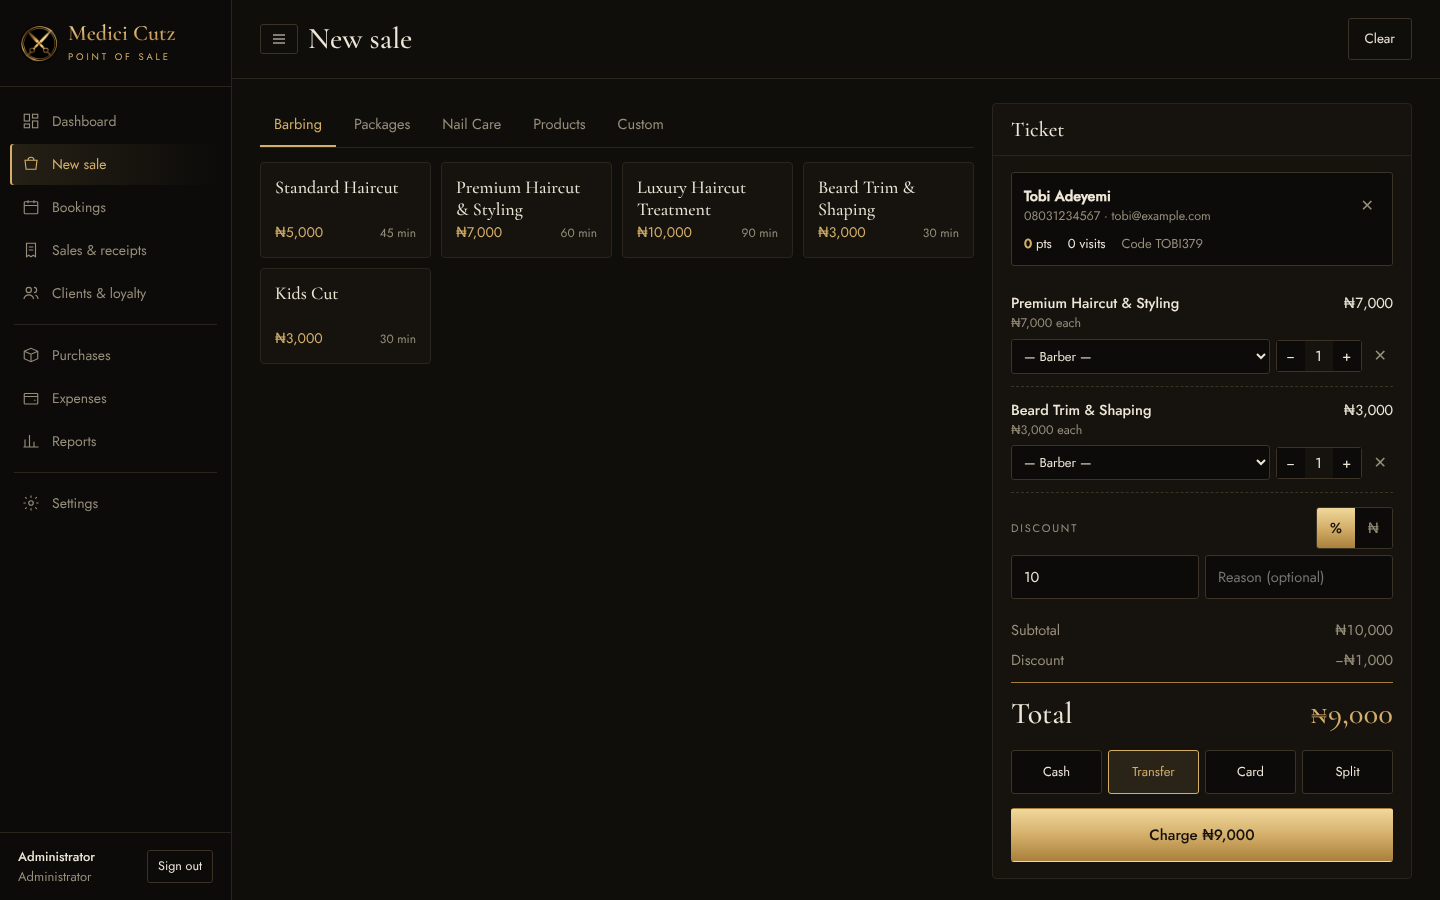 Medici Cutz
POINT OF SALE
Dashboard
New sale
Bookings
Sales & receipts
Clients & loyalty
Purchases
Expenses
Reports
Settings
Administrator
Administrator
Sign out
New sale
Clear
Barbing
Packages
Nail Care
Products
Custom
Standard Haircut
₦5,000
45 min
Premium Haircut
& Styling
₦7,000
60 min
Luxury Haircut
Treatment
₦10,000
90 min
Beard Trim &
Shaping
₦3,000
30 min
Kids Cut
₦3,000
30 min
Ticket
Tobi Adeyemi
08031234567 · tobi@example.com
0 pts 0 visits Code TOBI379
✕
Premium Haircut & Styling ₦7,000
₦7,000 each
— Barber — − 1 + ✕
Beard Trim & Shaping ₦3,000
₦3,000 each
— Barber — − 1 + ✕
DISCOUNT % ₦
10 Reason (optional)
Subtotal ₦10,000
Discount −₦1,000
Total ₦9,000
Cash Transfer Card Split
Charge ₦9,000